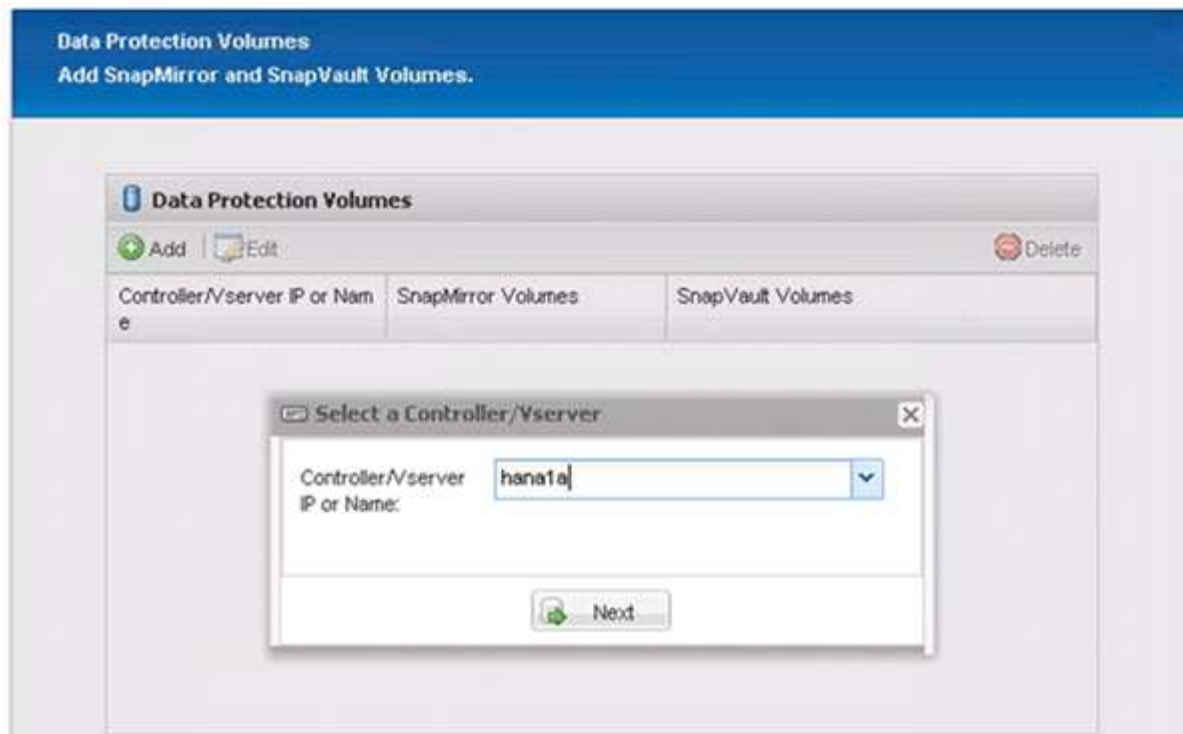 Data Protection Volumes
Add SnapMirror and SnapVault Volumes.
Data Protection Volumes
Add Edit Delete
Controller/Vserver IP or Nam SnapMirror Volumes SnapVault Volumes
e
Select a Controller/Vserver
Controller/Vserver hana1a
IP or Name:
Next